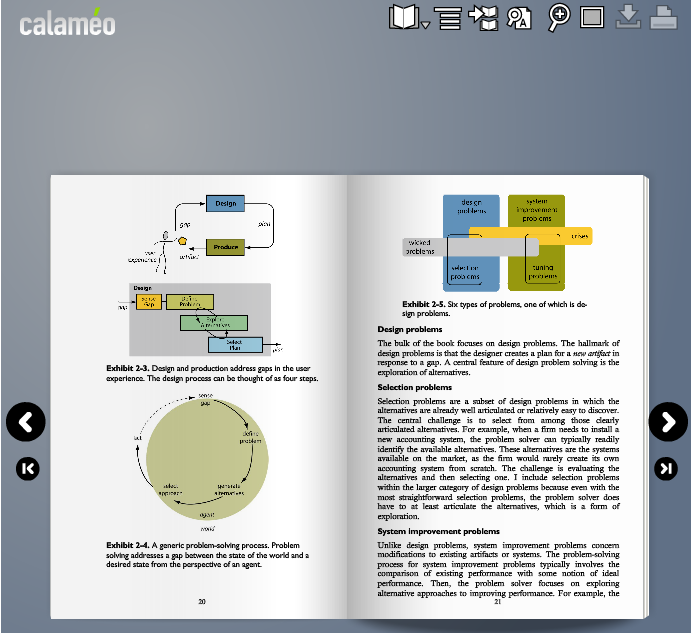 calaméo
Design
gap
plan
Produce
user
experience
artifact
Design
gap
Sense
Gap
Define
Problem
Explore
Alternatives
Select
Plan
plan
Exhibit 2-3. Design and production address gaps in the user
experience. The design process can be thought of as four steps.
sense
gap
act
define
problem
select
approach
generate
alternatives
agent
world
Exhibit 2-4. A generic problem-solving process. Problem
solving addresses a gap between the state of the world and a
desired state from the perspective of an agent.
20
design
problems
system
improvement
problems
crises
wicked
problems
selection
problems
tuning
problems
Exhibit 2-5. Six types of problems, one of which is de-
sign problems.
Design problems
The bulk of the book focuses on design problems. The hallmark of
design problems is that the designer creates a plan for a new artifact in
response to a gap. A central feature of design problem solving is the
exploration of alternatives.
Selection problems
Selection problems are a subset of design problems in which the
alternatives are already well articulated or relatively easy to discover.
The central challenge is to select from among those clearly
articulated alternatives. For example, when a firm needs to install a
new accounting system, the problem solver can typically readily
identify the available alternatives. These alternatives are the systems
available on the market, as the firm would rarely create its own
accounting system from scratch. The challenge is evaluating the
alternatives and then selecting one. I include selection problems
within the larger category of design problems because even with the
most straightforward selection problems, the problem solver does
have to at least articulate the alternatives, which is a form of
exploration.
System improvement problems
Unlike design problems, system improvement problems concern
modifications to existing artifacts or systems. The problem-solving
process for system improvement problems typically involves the
comparison of existing performance with some notion of ideal
performance. Then, the problem solver focuses on exploring
alternative approaches to improving performance. For example, the
21